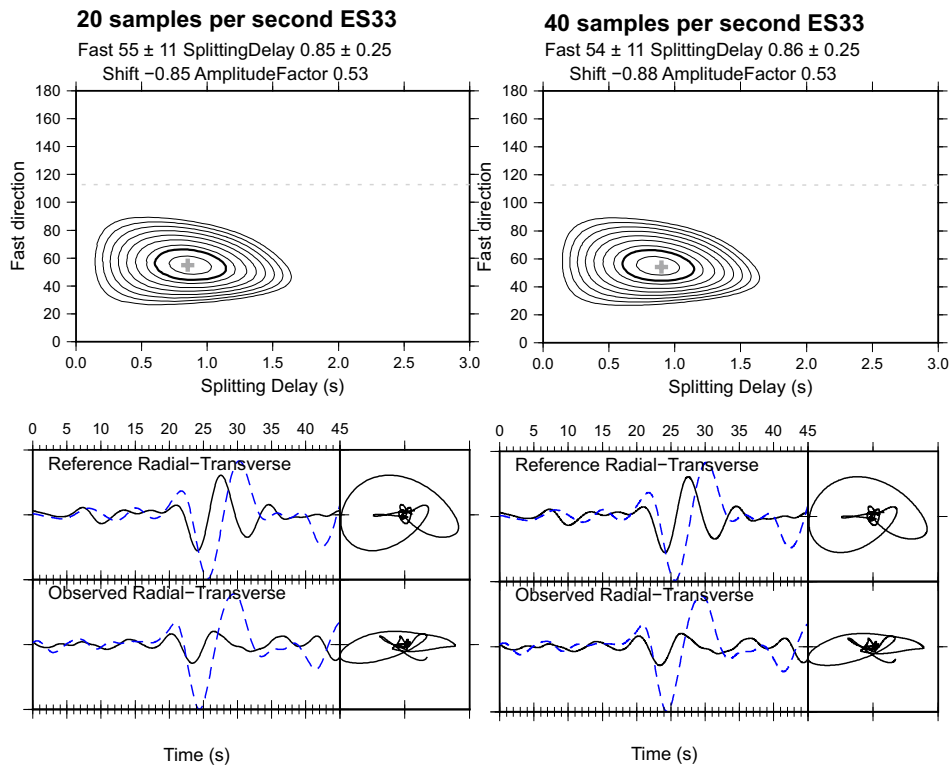 20 samples per second ES33
Fast 55 ± 11 SplittingDelay 0.85 ± 0.25
Shift −0.85 AmplitudeFactor 0.53
180
160
140
120
100
80
60
40
20
0
Fast direction
0.0 0.5 1.0 1.5 2.0 2.5 3.0
Splitting Delay (s)
40 samples per second ES33
Fast 54 ± 11 SplittingDelay 0.86 ± 0.25
Shift −0.88 AmplitudeFactor 0.53
180
160
140
120
100
80
60
40
20
0
Fast direction
0.0 0.5 1.0 1.5 2.0 2.5 3.0
Splitting Delay (s)
0 5 10 15 20 25 30 35 40 45
Reference Radial−Transverse
Observed Radial−Transverse
Time (s)
0 5 10 15 20 25 30 35 40 45
Reference Radial−Transverse
Observed Radial−Transverse
Time (s)